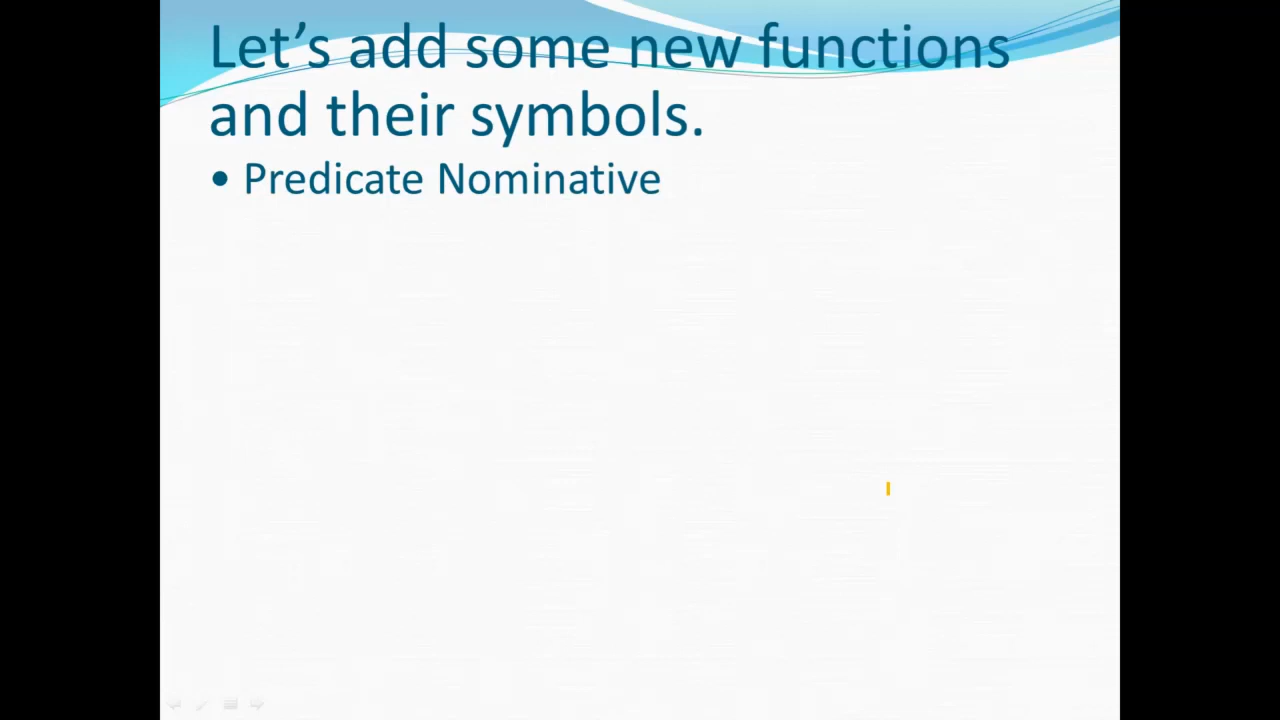 Let's add some new functions
and their symbols.
• Predicate Nominative